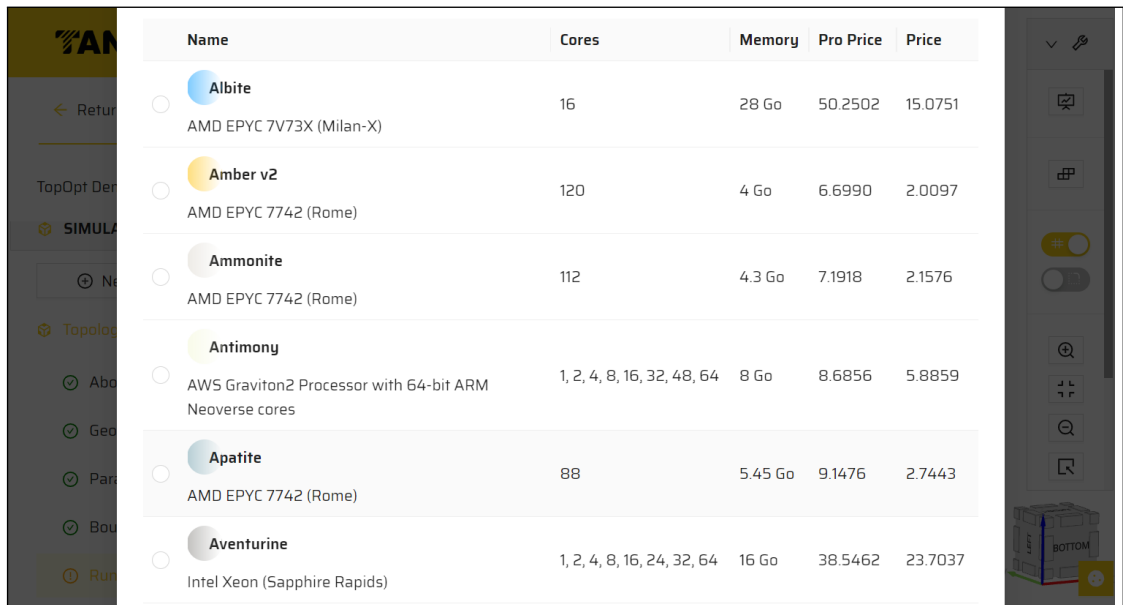 TAN
Name Cores Memory Pro Price Price
Albite
AMD EPYC 7V73X (Milan-X)
16 28 Go 50.2502 15.0751
Amber v2
AMD EPYC 7742 (Rome)
120 4 Go 6.6990 2.0097
Ammonite
AMD EPYC 7742 (Rome)
112 4.3 Go 7.1918 2.1576
Antimony
AWS Graviton2 Processor with 64-bit ARM
Neoverse cores
1, 2, 4, 8, 16, 32, 48, 64 8 Go 8.6856 5.8859
Apatite
AMD EPYC 7742 (Rome)
88 5.45 Go 9.1476 2.7443
Aventurine
Intel Xeon (Sapphire Rapids)
1, 2, 4, 8, 16, 24, 32, 64 16 Go 38.5462 23.7037
Retur
TopOpt Der
SIMULA
Ne
Topolog
Abo
Geo
Para
Bou
Run
LEFT
BOTTOM